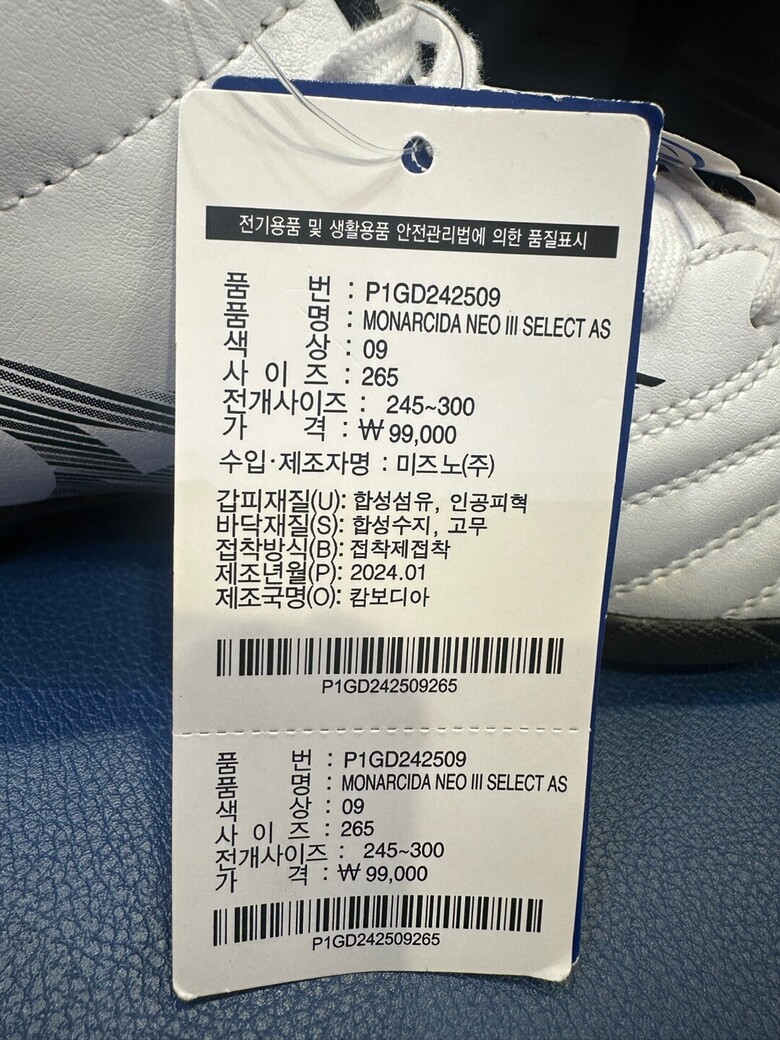 전기용품 및 생활용품 안전관리법에 의한 품질표시
품 번 : P1GD242509
품 명 : MONARCIDA NEO III SELECT AS
색 상 : 09
사 이 즈 : 265
전개사이즈 : 245~300
가 격 : ₩ 99,000
수입·제조자명 : 미즈노(주)
갑피재질(U): 합성섬유, 인공피혁
바닥재질(S): 합성수지, 고무
접착방식(B): 접착제접착
제조년월(P): 2024.01
제조국명(O): 캄보디아
P1GD242509265
품 번 : P1GD242509
품 명 : MONARCIDA NEO III SELECT AS
색 상 : 09
사 이 즈 : 265
전개사이즈 : 245~300
가 격 : ₩ 99,000
P1GD242509265